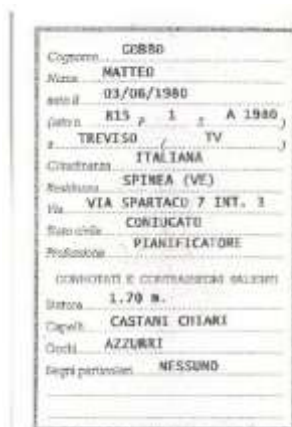 Cognome GOBBO
Nome MATTEO
nato il 03/06/1980
(atto n. 815 P. 1 S. A 1980)
a TREVISO ( TV )
Cittadinanza ITALIANA
Residenza SPINEA (VE)
Via VIA SPARTACO 7 INT. 3
Stato civile CONIUGATO
Professione PIANIFICATORE
CONNOTATI E CONTRASSEGNI SALIENTI
Statura 1.70 m.
Capelli CASTANI CHIARI
Occhi AZZURRI
Segni particolari NESSUNO